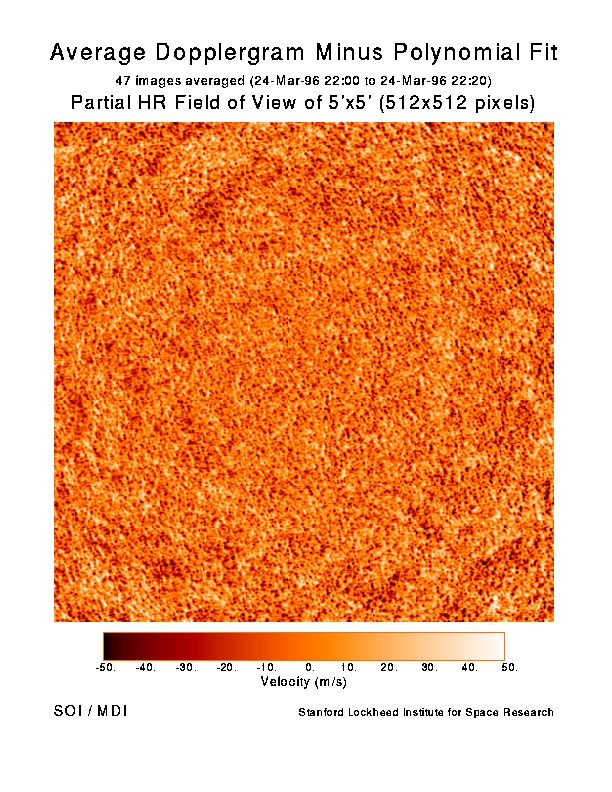 Average Dopplergram Minus Polynomial Fit
47 images averaged (24-Mar-96 22:00 to 24-Mar-96 22:20)
Partial HR Field of View of 5'x5' (512x512 pixels)
-50. -40. -30. -20. -10. 0. 10. 20. 30. 40. 50.
Velocity (m/s)
SOI / MDI Stanford Lockheed Institute for Space Research